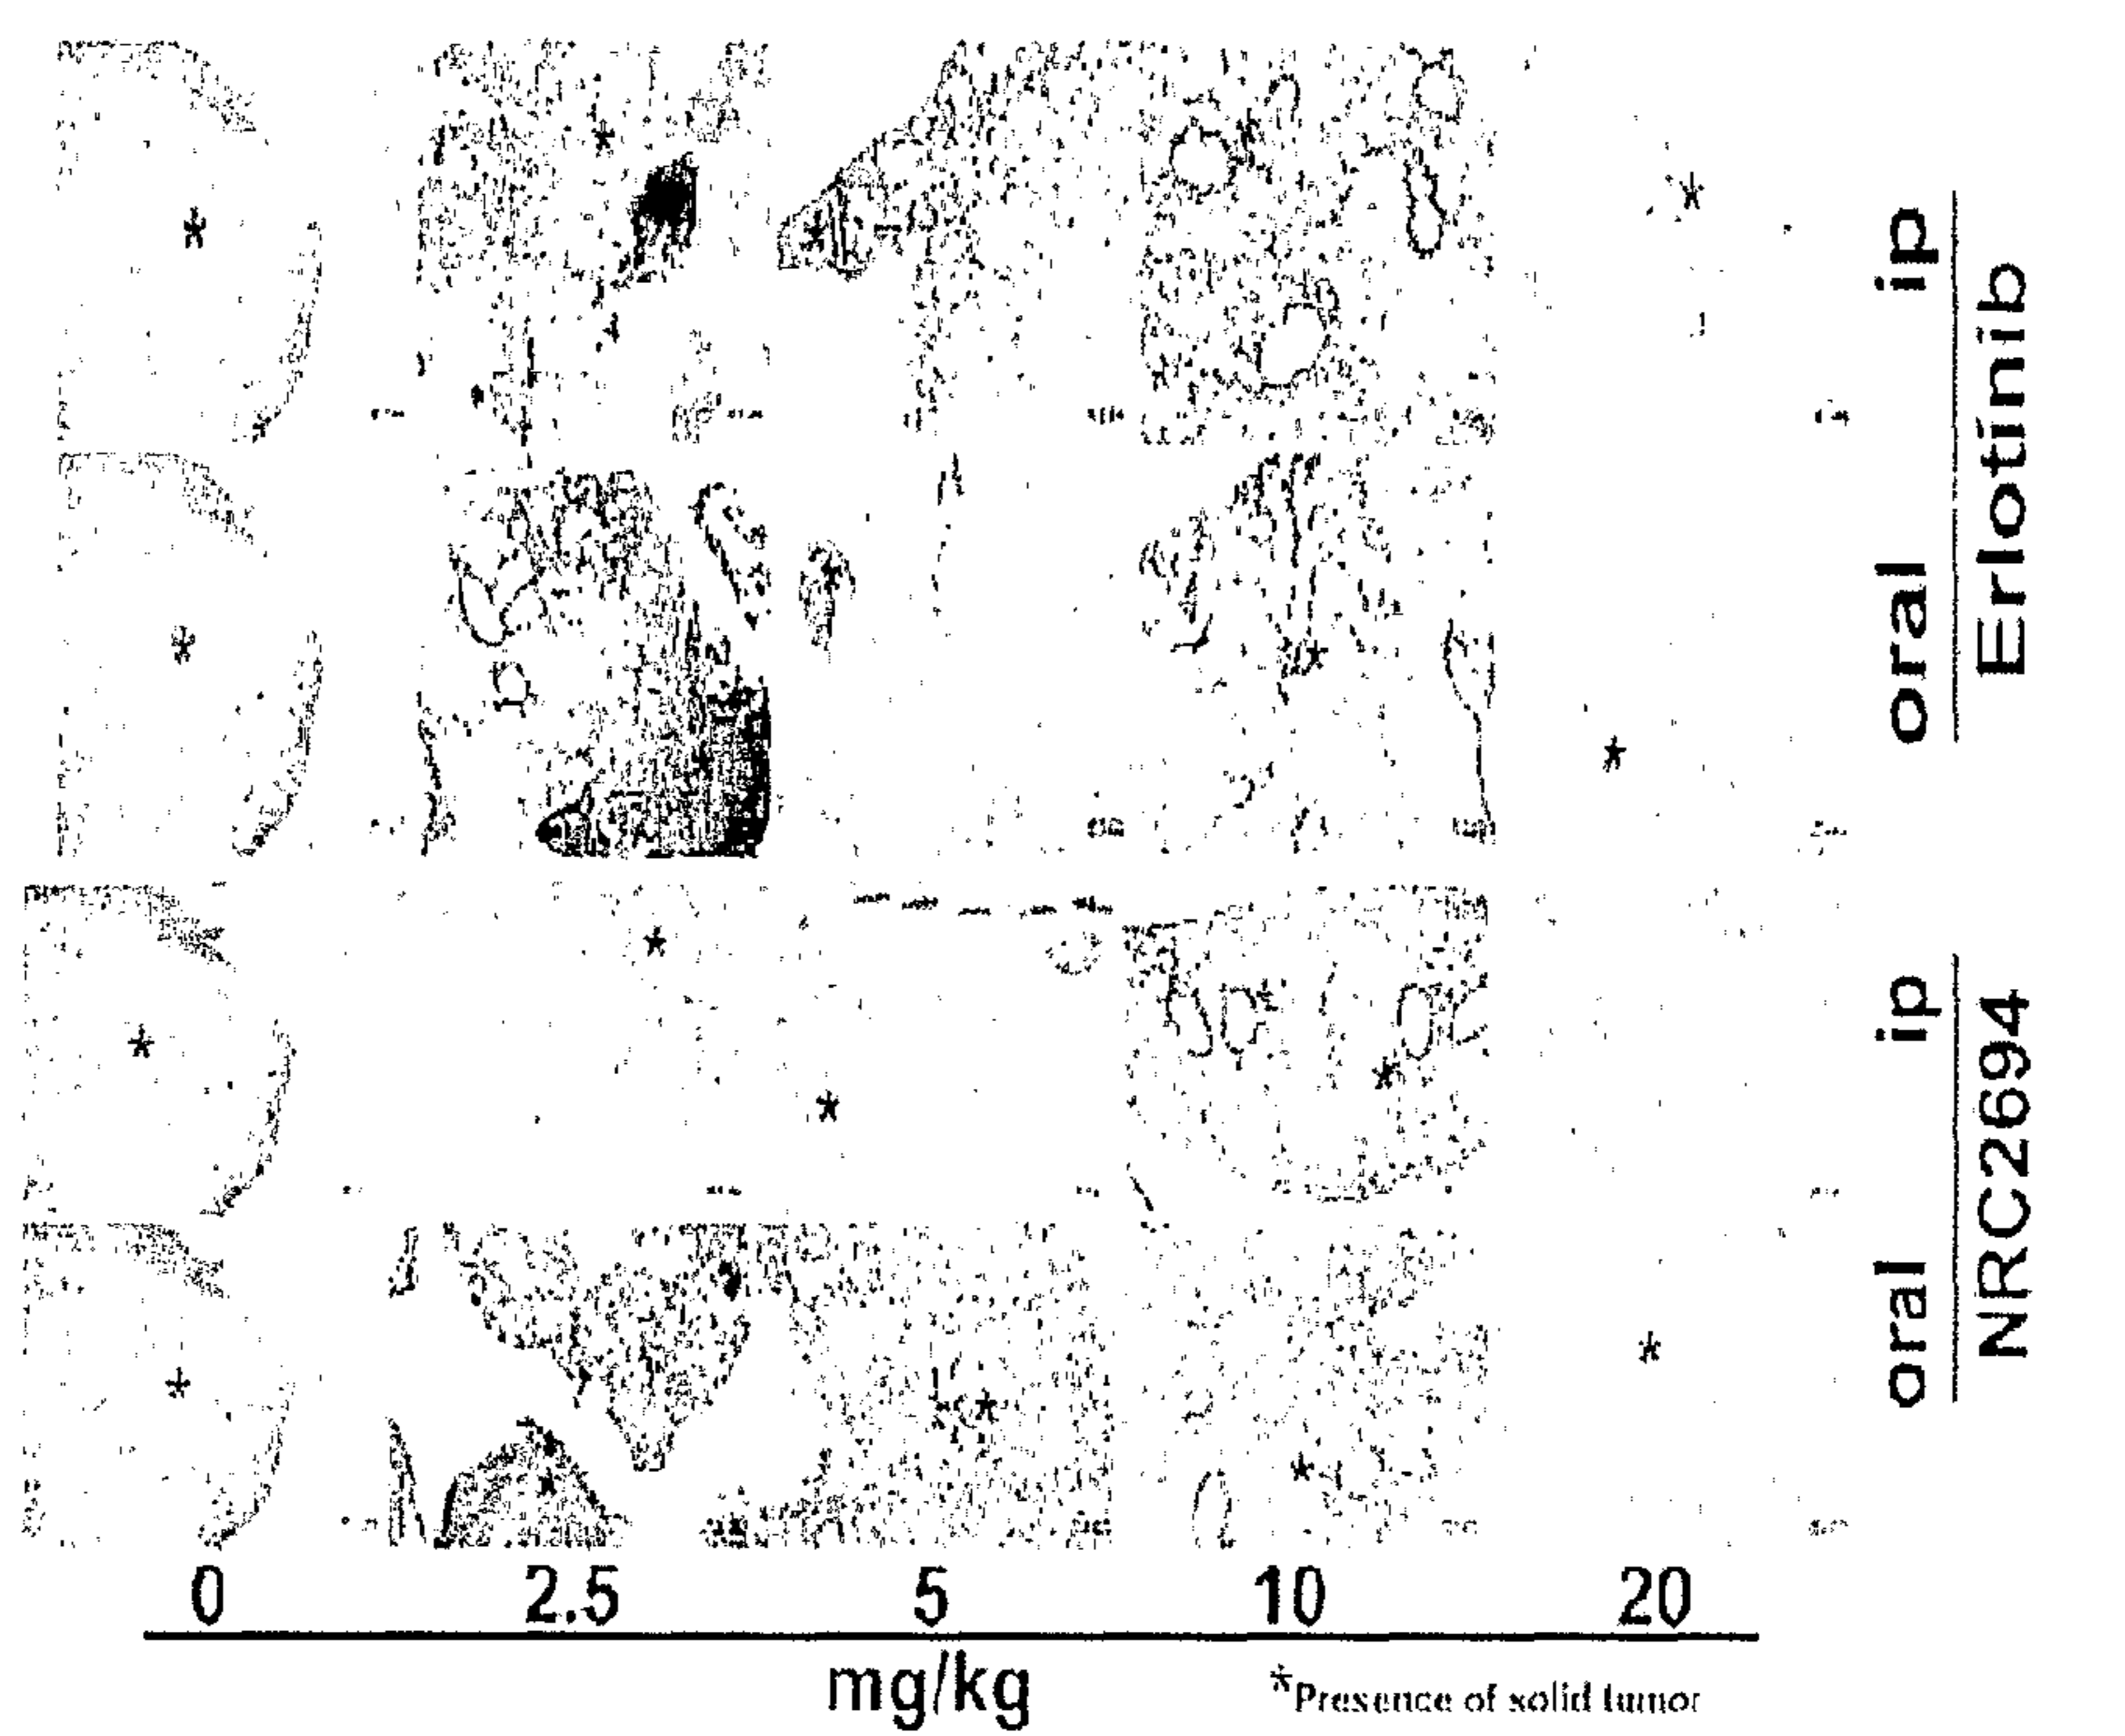 ip
oral
Erlotinib
ip
oral
NRC2694
0 2.5 5 10 20
mg/kg
*Presence of solid tumor